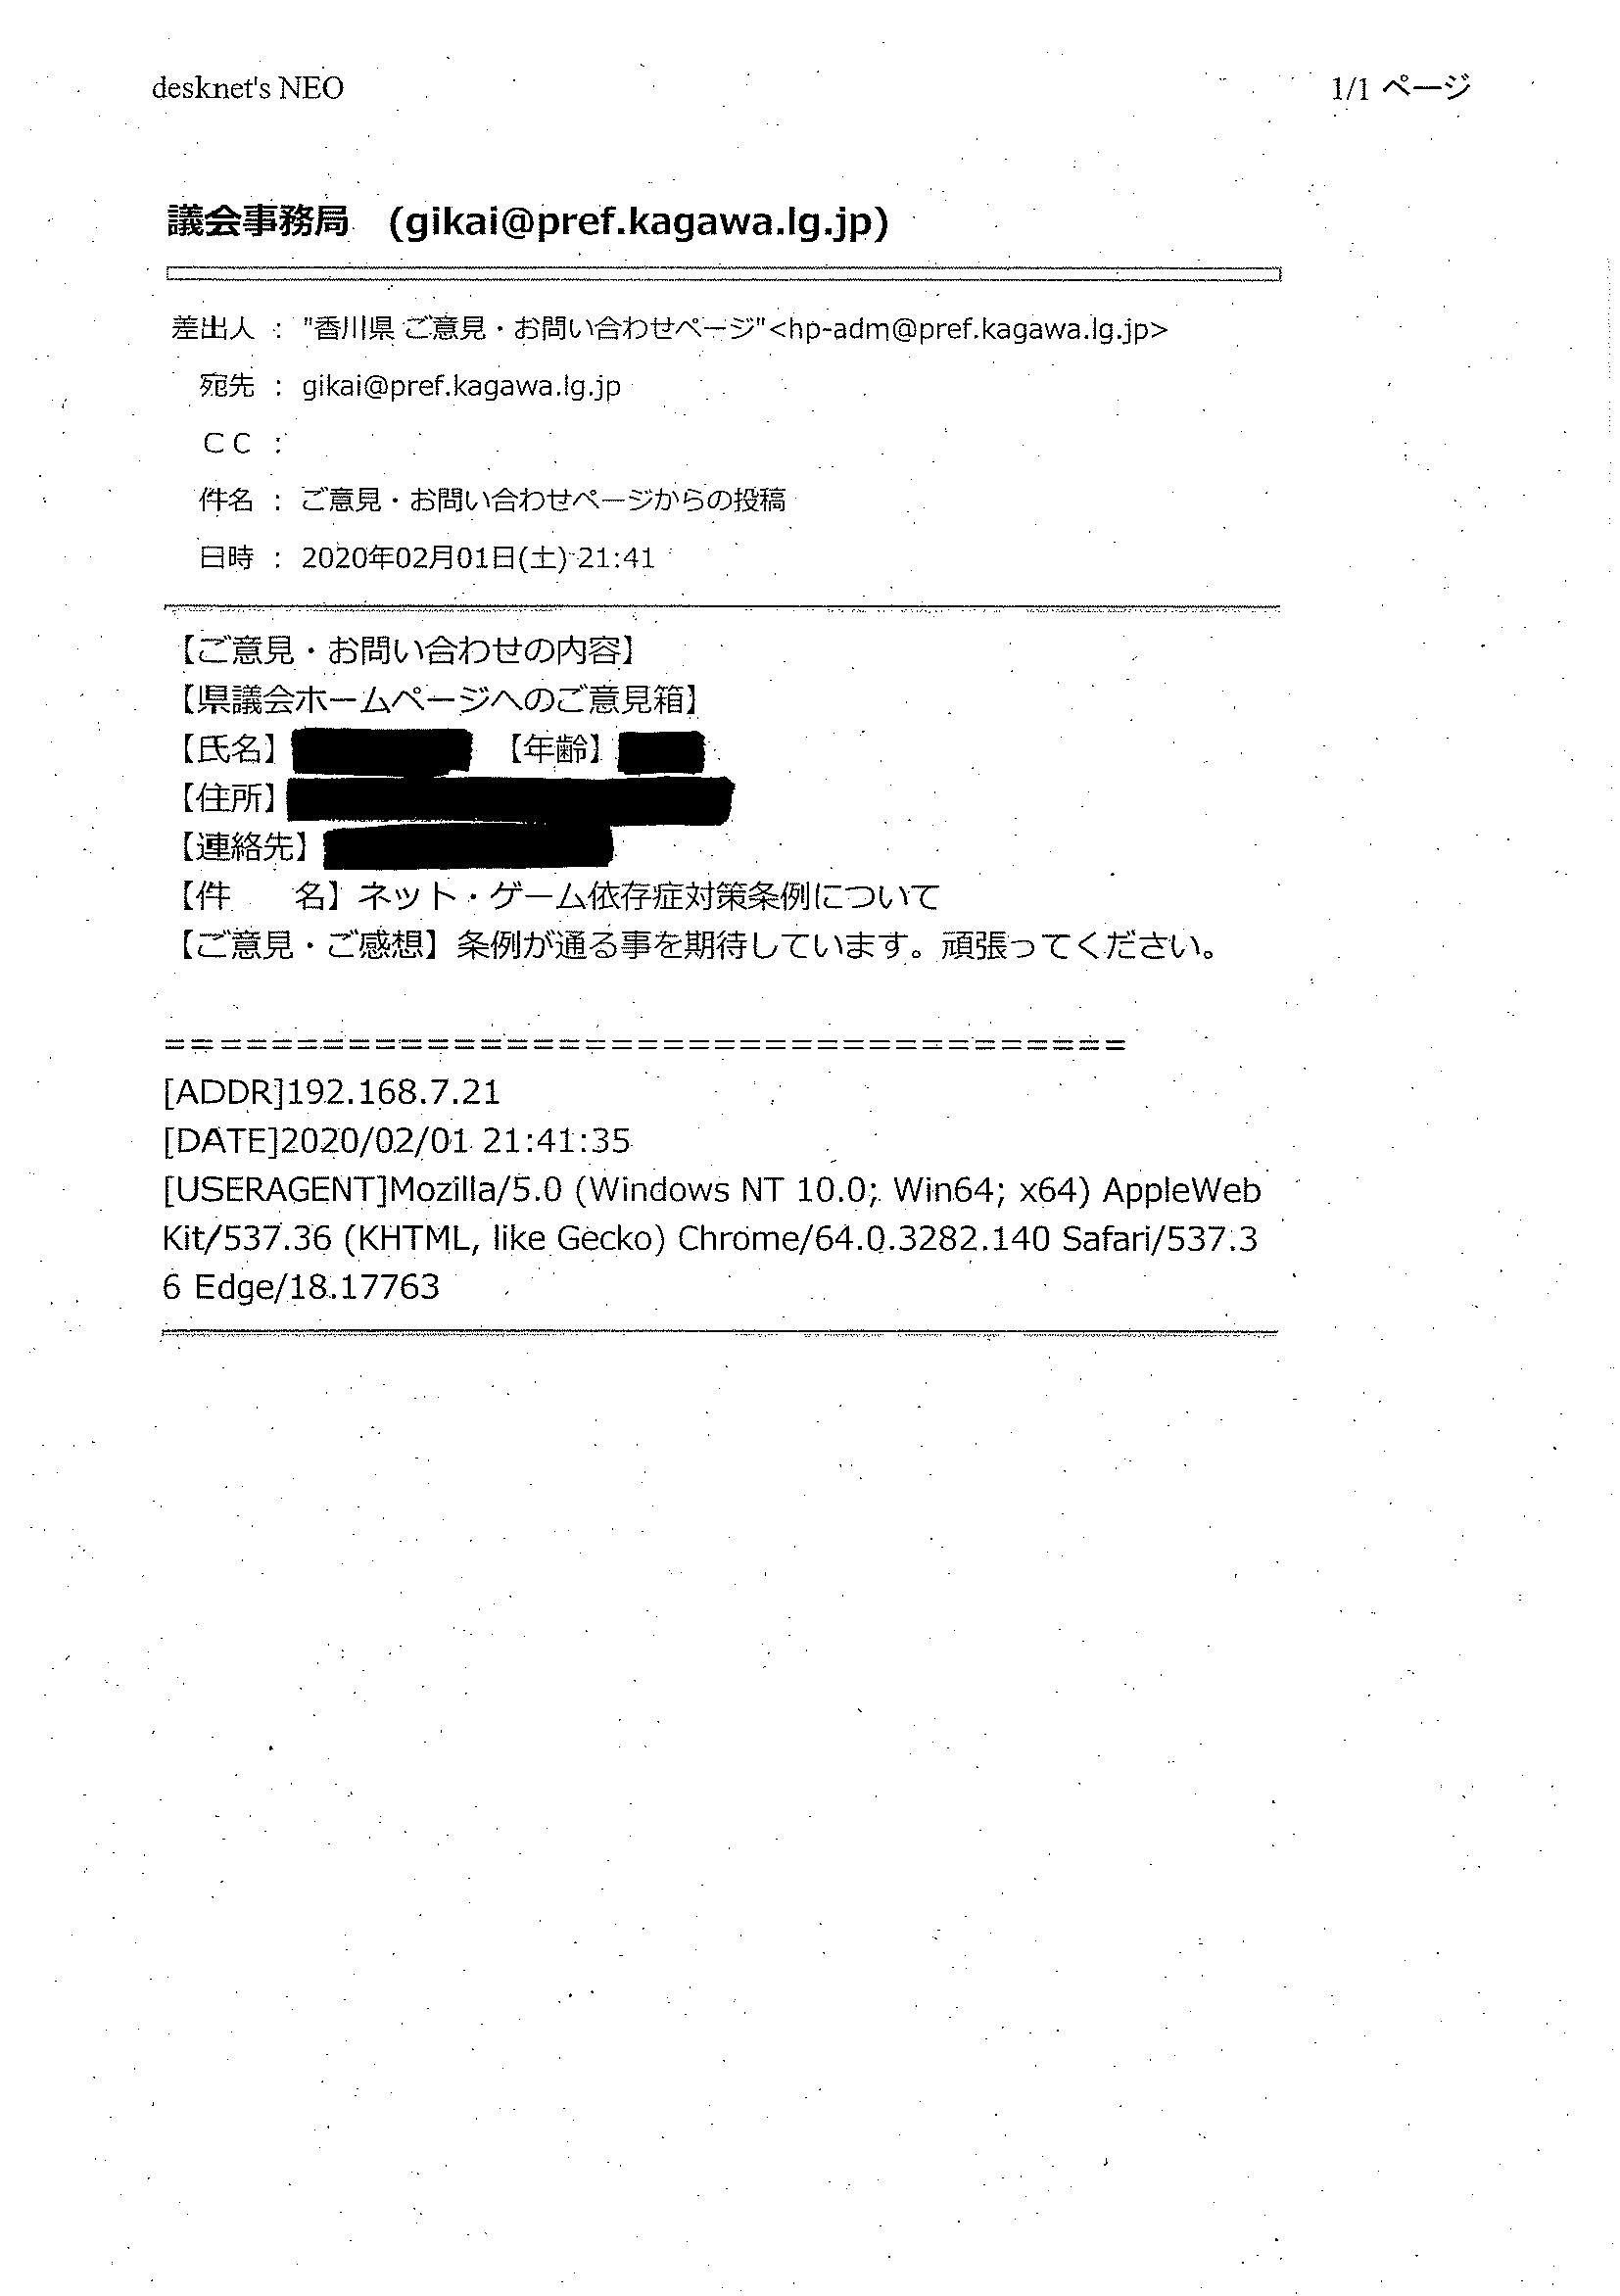 desknet's NEO
1/1 ページ
議会事務局 (gikai@pref.kagawa.lg.jp)
差出人 : "香川県 ご意見・お問い合わせページ"<hp-adm@pref.kagawa.lg.jp>
宛先 : gikai@pref.kagawa.lg.jp
ＣＣ :
件名 : ご意見・お問い合わせページからの投稿
日時 : 2020年02月01日(土) 21:41
【ご意見・お問い合わせの内容】
【県議会ホームページへのご意見箱】
【氏名】 【年齢】
【住所】
【連絡先】
【件　　名】ネット・ゲーム依存症対策条例について
【ご意見・ご感想】条例が通る事を期待しています。頑張ってください。
=====================================
[ADDR]192.168.7.21
[DATE]2020/02/01 21:41:35
[USERAGENT]Mozilla/5.0 (Windows NT 10.0; Win64; x64) AppleWeb
Kit/537.36 (KHTML, like Gecko) Chrome/64.0.3282.140 Safari/537.3
6 Edge/18.17763